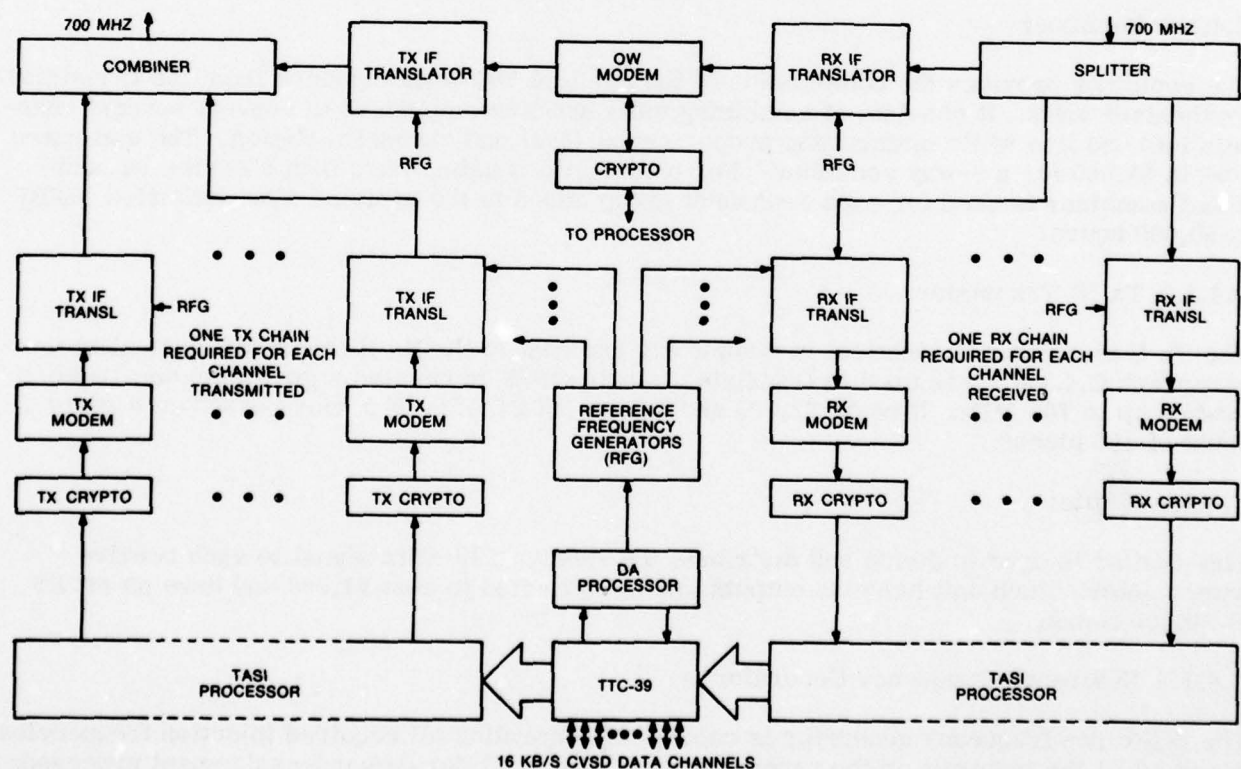 700 MHZ
700 MHZ
COMBINER
TX IF
TRANSLATOR
OW
MODEM
RX IF
TRANSLATOR
SPLITTER
RFG
CRYPTO
RFG
TO PROCESSOR
TX IF
TRANSL
RFG
ONE TX CHAIN
REQUIRED FOR EACH
CHANNEL
TRANSMITTED
TX IF
TRANSL
RX IF
TRANSL
ONE RX CHAIN
REQUIRED FOR EACH
CHANNEL
RECEIVED
RFG
RX IF
TRANSL
TX
MODEM
TX
MODEM
REFERENCE
FREQUENCY
GENERATORS
(RFG)
RX
MODEM
RX
MODEM
TX CRYPTO
TX CRYPTO
RX CRYPTO
RX CRYPTO
DA
PROCESSOR
TASI
PROCESSOR
TTC-39
TASI
PROCESSOR
16 KB/S CVSD DATA CHANNELS